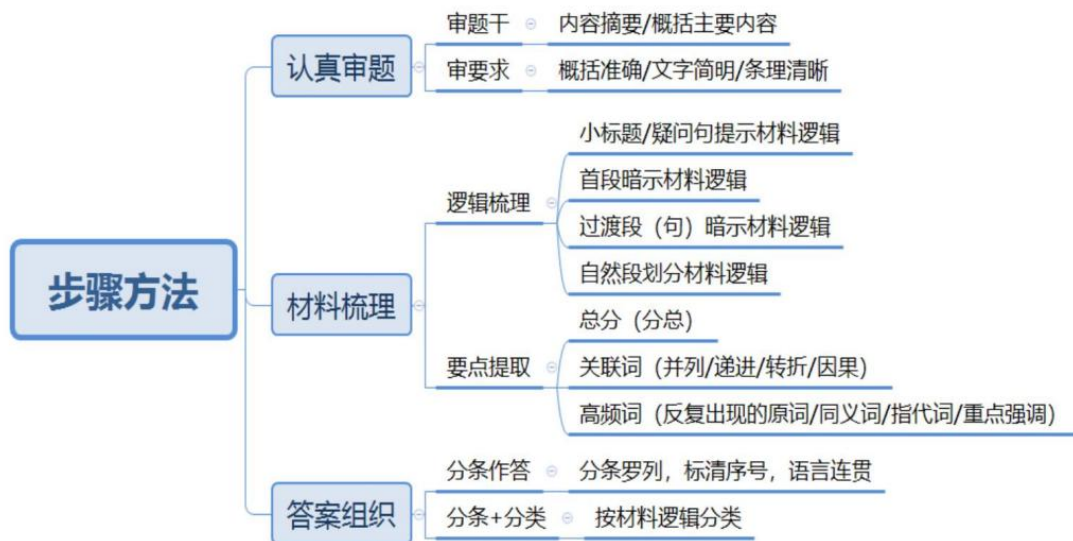 步骤方法
认真审题
审题干
内容摘要/概括主要内容
审要求
概括准确/文字简明/条理清晰
材料梳理
逻辑梳理
小标题/疑问句提示材料逻辑
首段暗示材料逻辑
过渡段（句）暗示材料逻辑
自然段划分材料逻辑
要点提取
总分（分总）
关联词（并列/递进/转折/因果）
高频词（反复出现的原词/同义词/指代词/重点强调）
答案组织
分条作答
分条罗列，标清序号，语言连贯
分条+分类
按材料逻辑分类